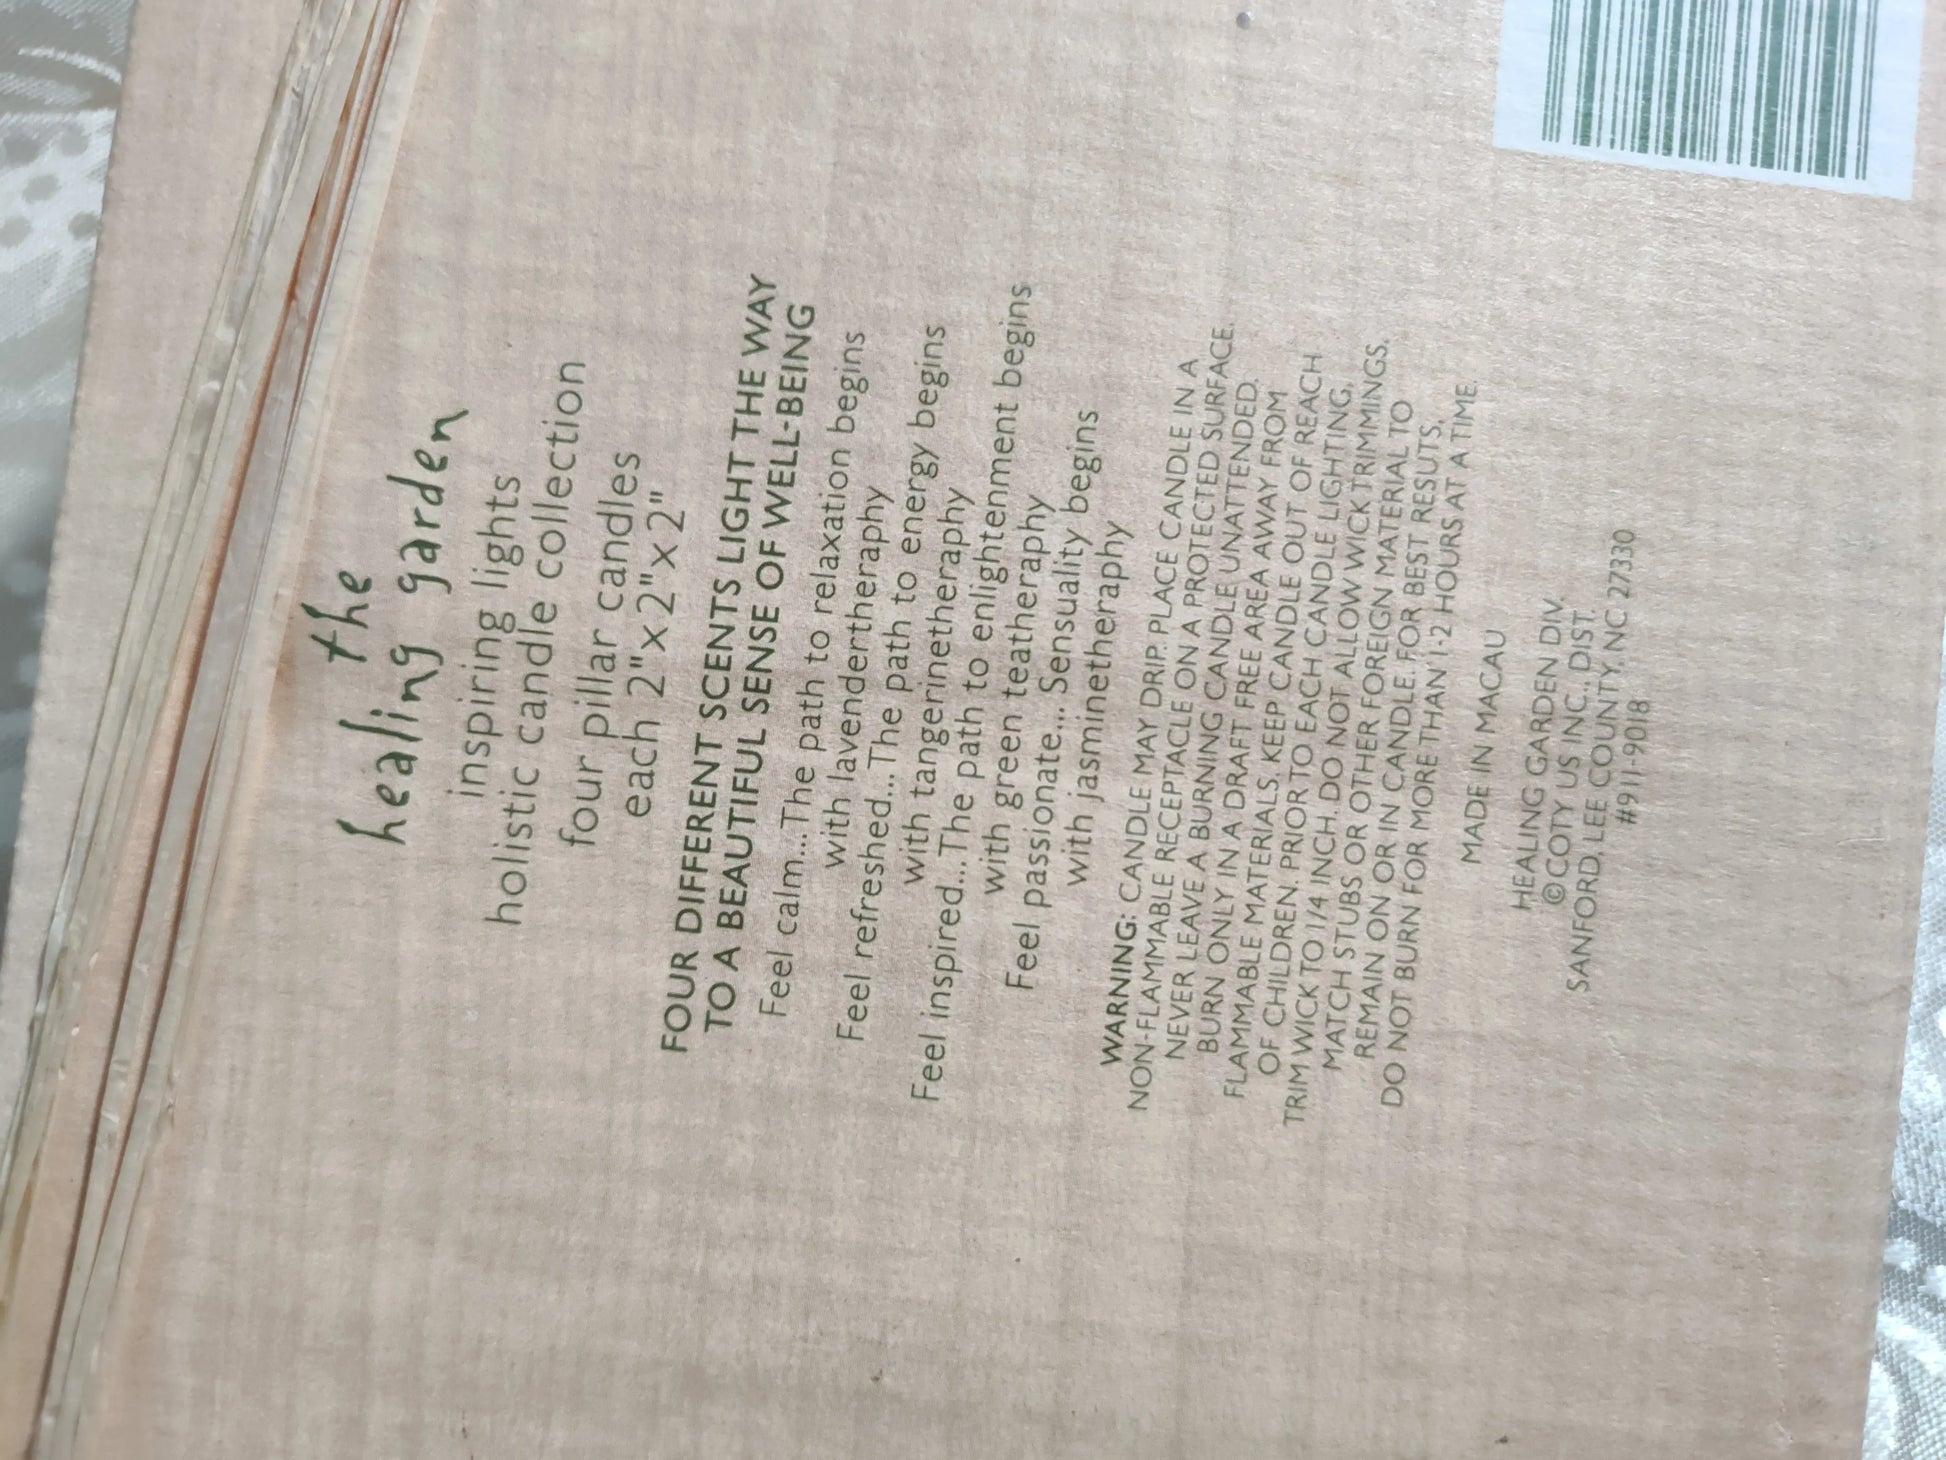 the
healing garden
inspiring lights
holistic candle collection
four pillar candles
each 2"x 2"x 2"
FOUR DIFFERENT SCENTS LIGHT THE WAY
TO A BEAUTIFUL SENSE OF WELL-BEING
Feel calm...The path to relaxation begins
with lavendertheraphy
Feel refreshed...The path to energy begins
with tangerinetheraphy
Feel inspired...The path to enlightenment begins
with green teatheraphy
Feel passionate.... Sensuality begins
with jasminetheraphy
WARNING: CANDLE MAY DRIP. PLACE CANDLE IN A
NON-FLAMMABLE RECEPTACLE ON A PROTECTED SURFACE.
NEVER LEAVE A BURNING CANDLE UNATTENDED.
BURN ONLY IN A DRAFT FREE AREA AWAY FROM
FLAMMABLE MATERIALS. KEEP CANDLE OUT OF REACH
OF CHILDREN. PRIOR TO EACH CANDLE LIGHTING,
TRIM WICK TO 1/4 INCH. DO NOT ALLOW WICK TRIMMINGS.
MATCH STUBS OR OTHER FOREIGN MATERIAL TO
REMAIN ON OR IN CANDLE. FOR BEST RESUTS,
DO NOT BURN FOR MORE THAN 1-2 HOURS AT A TIME.
MADE IN MACAU
HEALING GARDEN DIV.
©COTY US INC., DIST.
SANFORD, LEE COUNTY, NC 27330
#911-9018